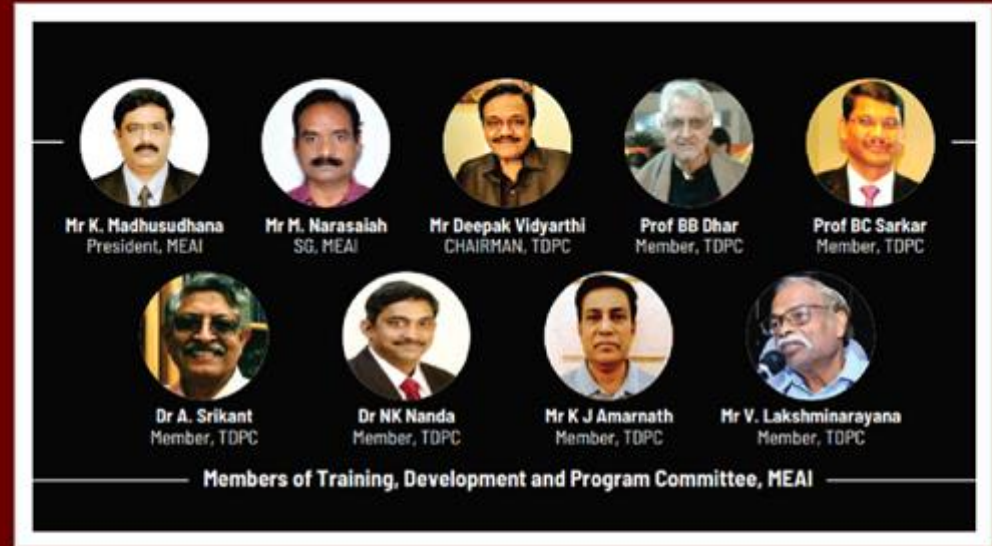 Mr K. Madhusudhana
President, MEAI
Mr M. Narasaiah
SG, MEAI
Mr Deepak Vidyarthi
CHAIRMAN, TDPC
Prof BB Dhar
Member, TDPC
Prof BC Sarkar
Member, TDPC
Dr A. Srikant
Member, TDPC
Dr NK Nanda
Member, TDPC
Mr K J Amarnath
Member, TDPC
Mr V. Lakshminarayana
Member, TDPC
Members of Training, Development and Program Committee, MEAI